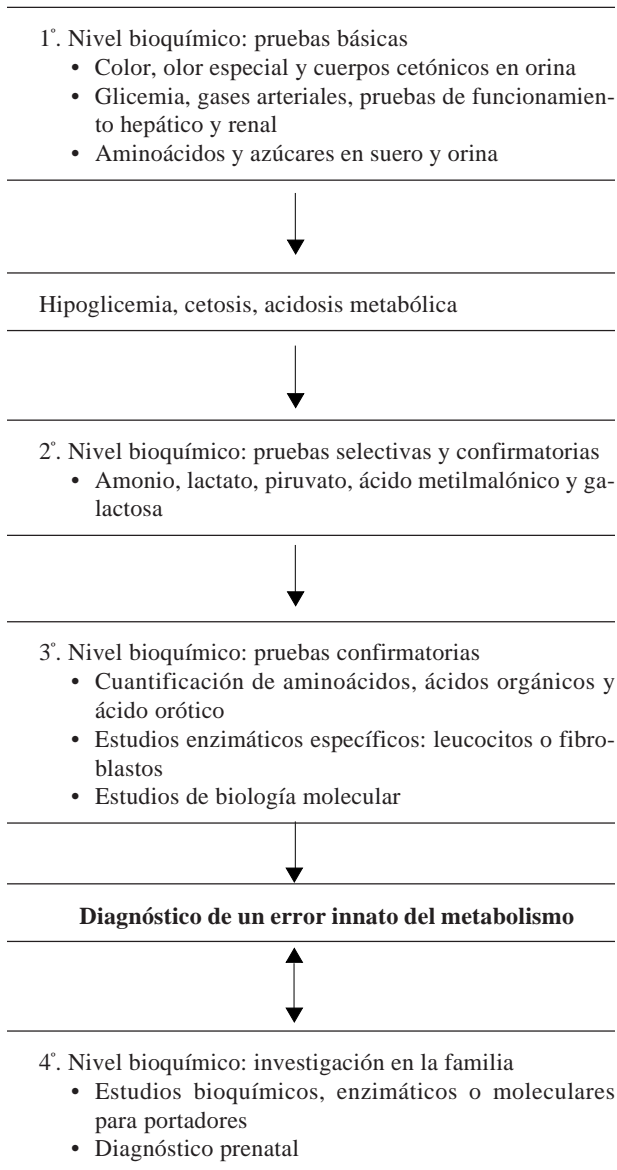 1º. Nivel bioquímico: pruebas básicas
• Color, olor especial y cuerpos cetónicos en orina
• Glicemia, gases arteriales, pruebas de funcionamien-
to hepático y renal
• Aminoácidos y azúcares en suero y orina
Hipoglicemia, cetosis, acidosis metabólica
2º. Nivel bioquímico: pruebas selectivas y confirmatorias
• Amonio, lactato, piruvato, ácido metilmalónico y ga-
lactosa
3º. Nivel bioquímico: pruebas confirmatorias
• Cuantificación de aminoácidos, ácidos orgánicos y
ácido orótico
• Estudios enzimáticos específicos: leucocitos o fibro-
blastos
• Estudios de biología molecular
Diagnóstico de un error innato del metabolismo
4º. Nivel bioquímico: investigación en la familia
• Estudios bioquímicos, enzimáticos o moleculares
para portadores
• Diagnóstico prenatal